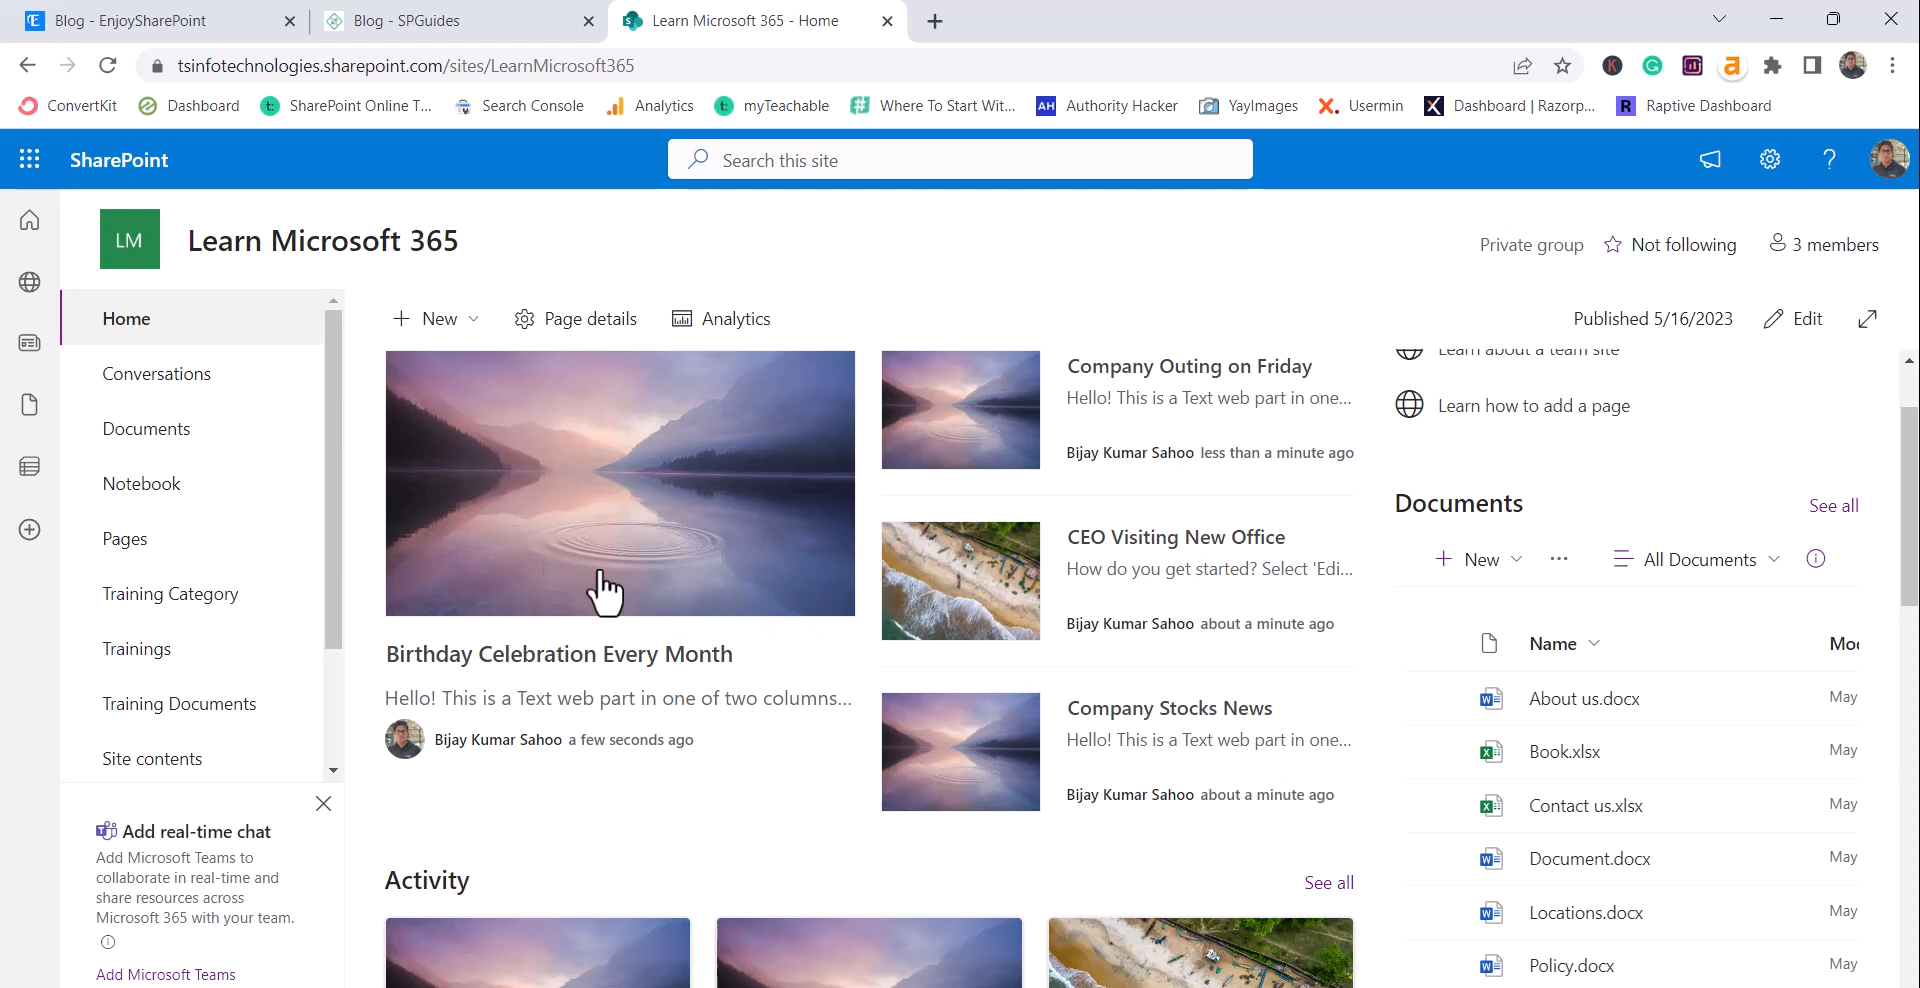 Blog - EnjoySharePoint
Blog - SPGuides
Learn Microsoft 365 - Home
tsinfotechnologies.sharepoint.com/sites/LearnMicrosoft365
ConvertKit
Dashboard
SharePoint Online T...
Search Console
Analytics
myTeachable
Where To Start Wit...
AH
Authority Hacker
YayImages
Usermin
Dashboard | Razorp...
R
Raptive Dashboard
SharePoint
Search this site
LM
Learn Microsoft 365
Private group
Not following
3 members
Home
Conversations
Documents
Notebook
Pages
Training Category
Trainings
Training Documents
Site contents
Add real-time chat
Add Microsoft Teams to
collaborate in real-time and
share resources across
Microsoft 365 with your team.
Add Microsoft Teams
New
Page details
Analytics
Published 5/16/2023
Edit
Birthday Celebration Every Month
Hello! This is a Text web part in one of two columns...
Bijay Kumar Sahoo a few seconds ago
Company Outing on Friday
Hello! This is a Text web part in one...
Bijay Kumar Sahoo less than a minute ago
CEO Visiting New Office
How do you get started? Select 'Edi...
Bijay Kumar Sahoo about a minute ago
Company Stocks News
Hello! This is a Text web part in one...
Bijay Kumar Sahoo about a minute ago
Activity
See all
Learn about a team site
Learn how to add a page
Documents
See all
New
All Documents
Name
Moc
About us.docx
May
Book.xlsx
May
Contact us.xlsx
May
Document.docx
May
Locations.docx
May
Policy.docx
May